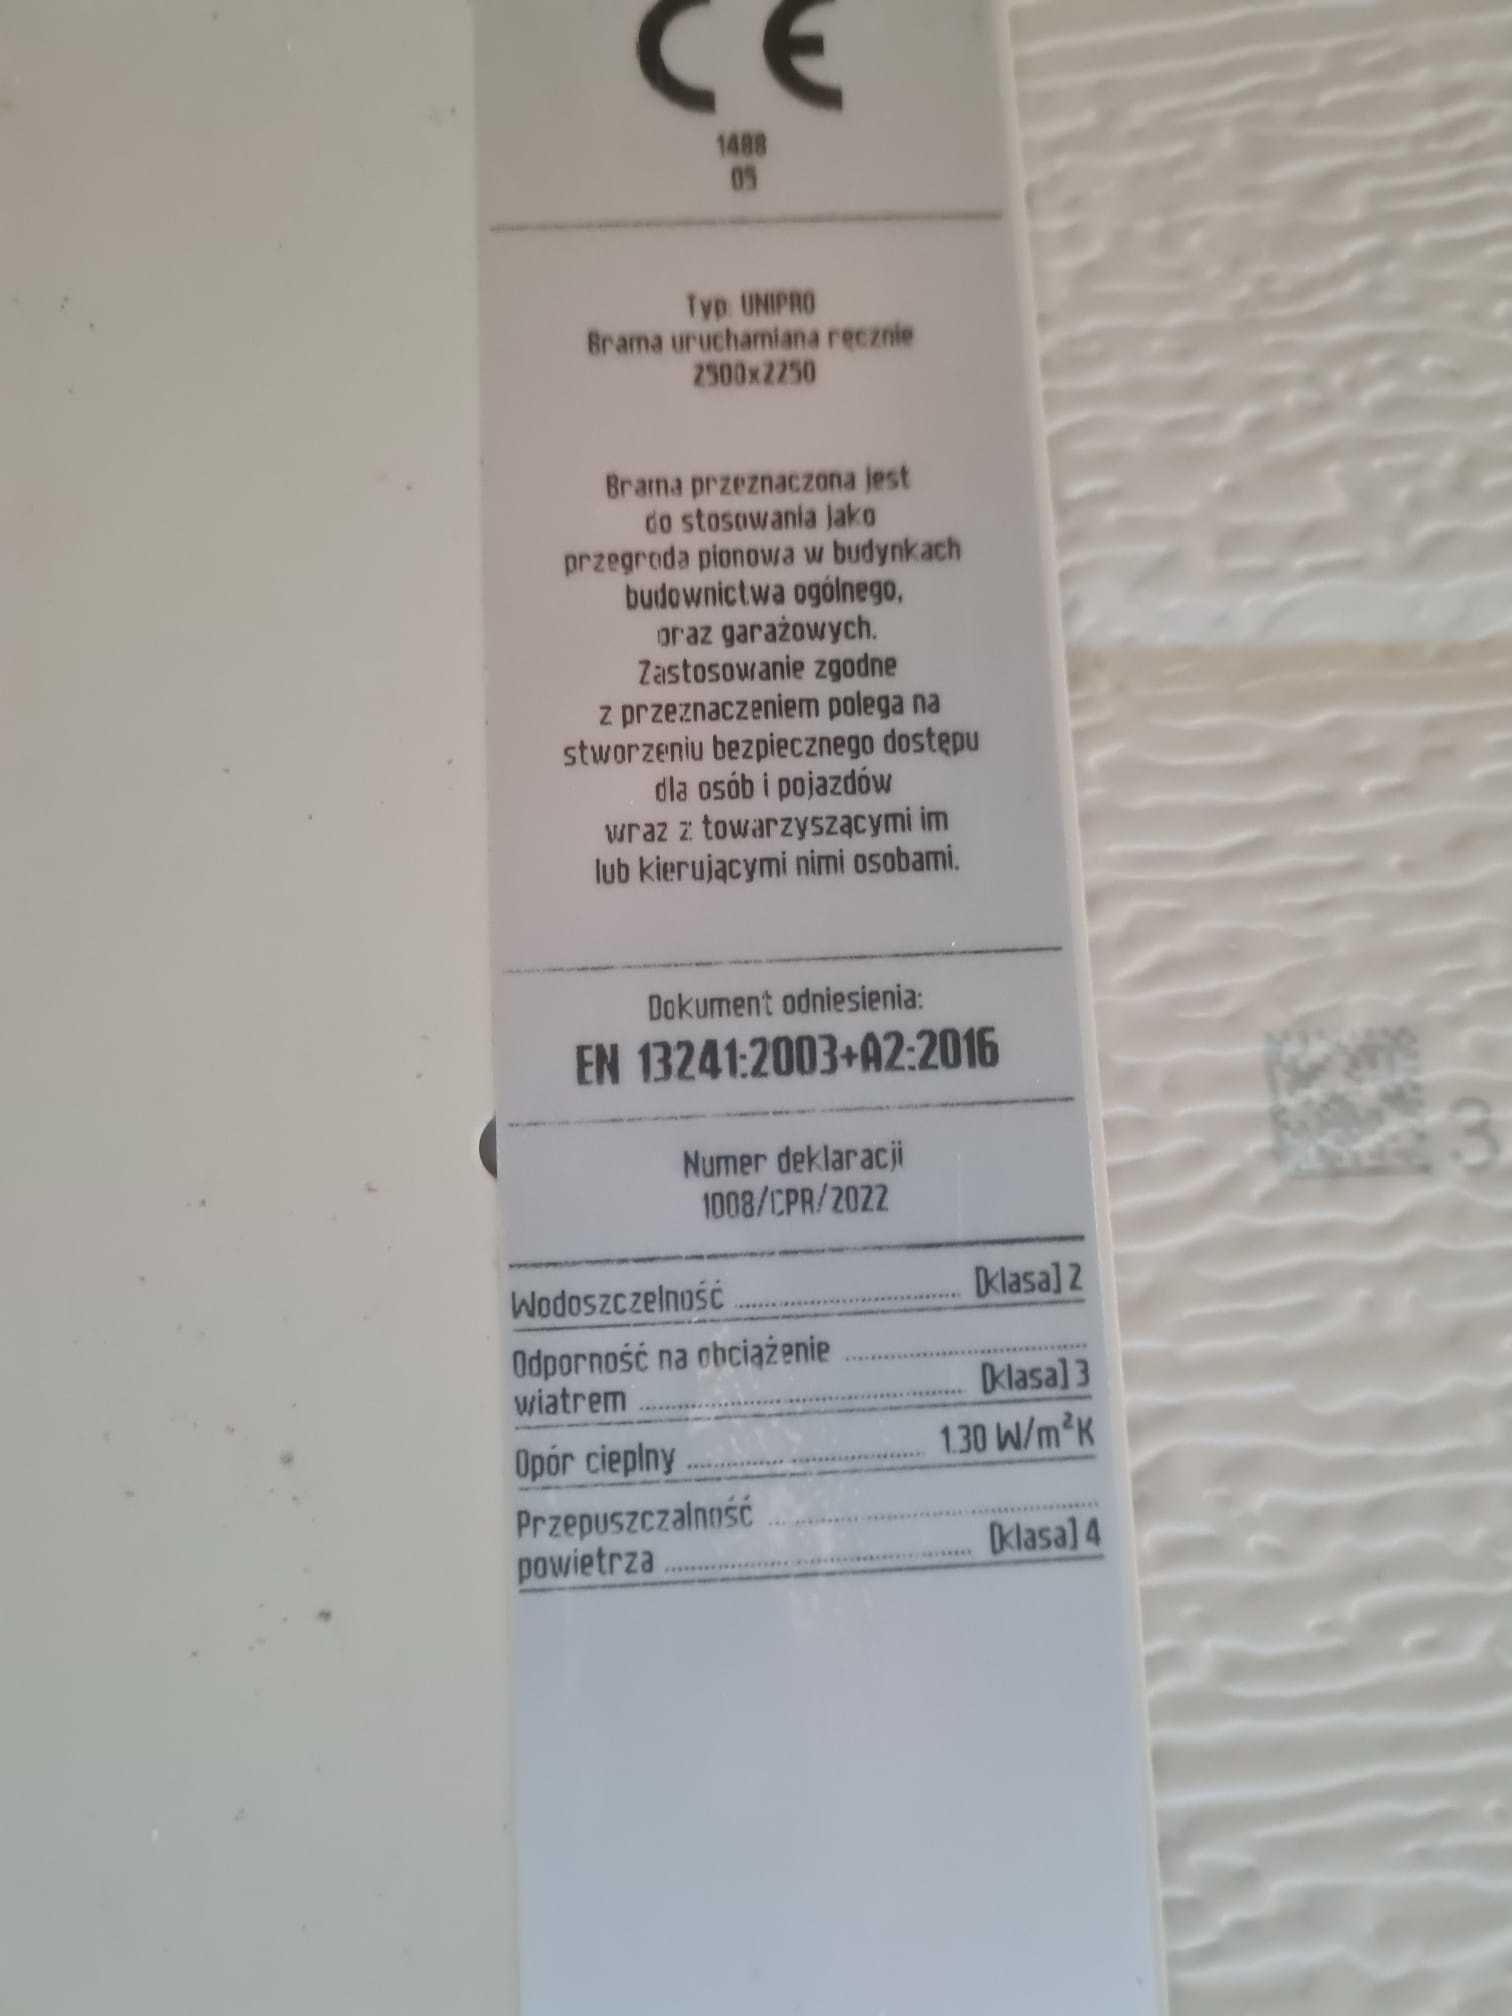 CE
1488
05
Typ: UNIPRO
Brama uruchamiana ręcznie
2500x2250
Brama przeznaczona jest
do stosowania jako
przegroda pionowa w budynkach
budownictwa ogólnego,
oraz garażowych.
Zastosowanie zgodne
z przeznaczeniem polega na
stworzeniu bezpiecznego dostępu
dla osób i pojazdów
wraz z towarzyszącymi im
lub kierującymi nimi osobami.
Dokument odniesienia:
EN 13241:2003+A2:2016
Numer deklaracji
1008/CPR/2022
Wodoszczelność [klasa] 2
Odporność na obciążenie
wiatrem [klasa] 3
Opór cieplny 1.30 W/m²K
Przepuszczalność
powietrza [klasa] 4
.3